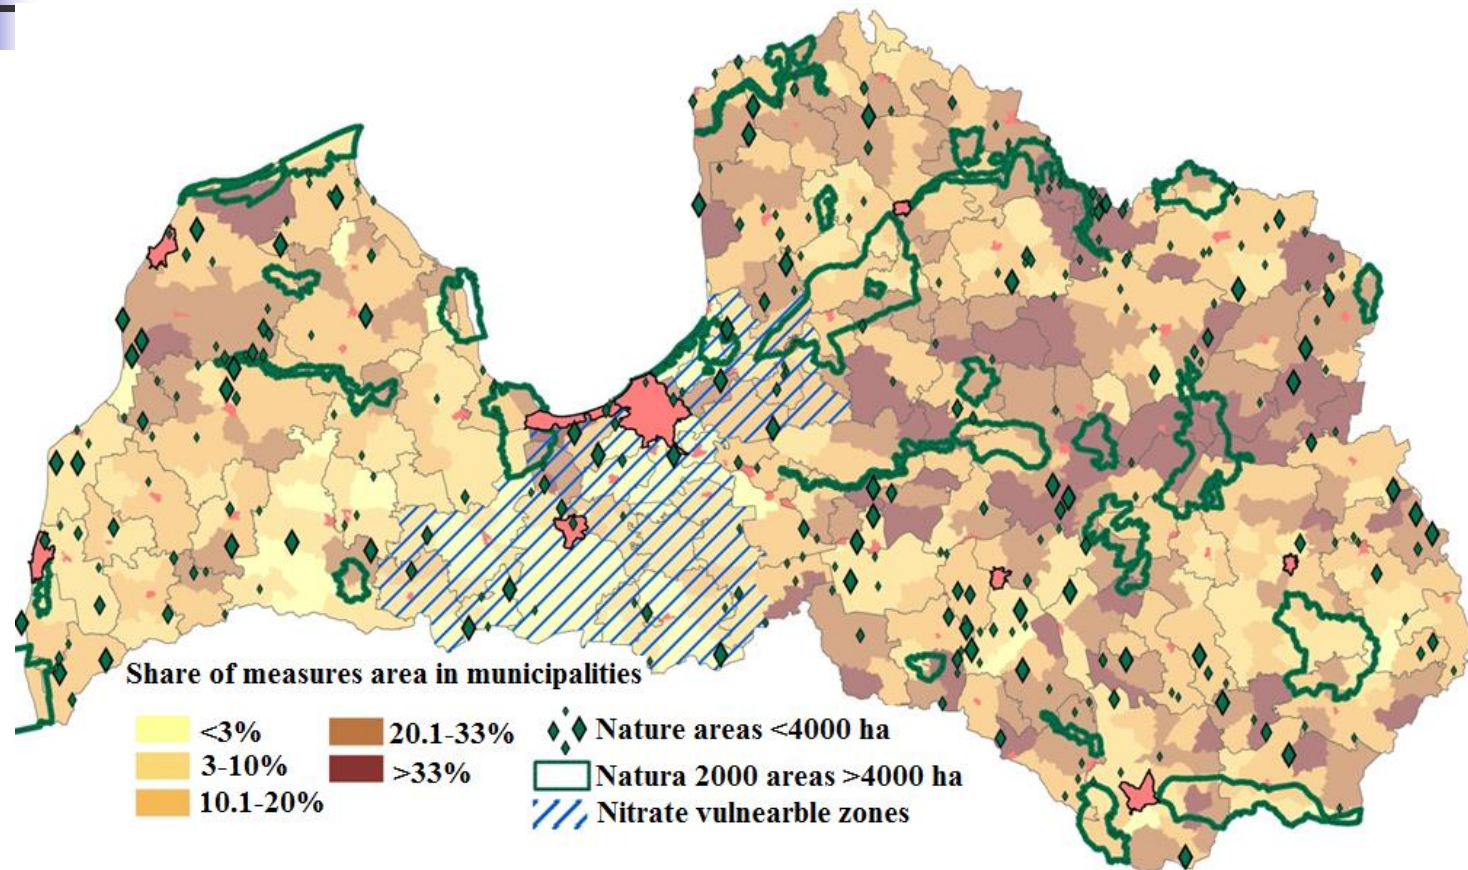 Share of measures area in municipalities
<3%
3-10%
10.1-20%
20.1-33%
>33%
Nature areas <4000 ha
Natura 2000 areas >4000 ha
Nitrate vulnearble zones